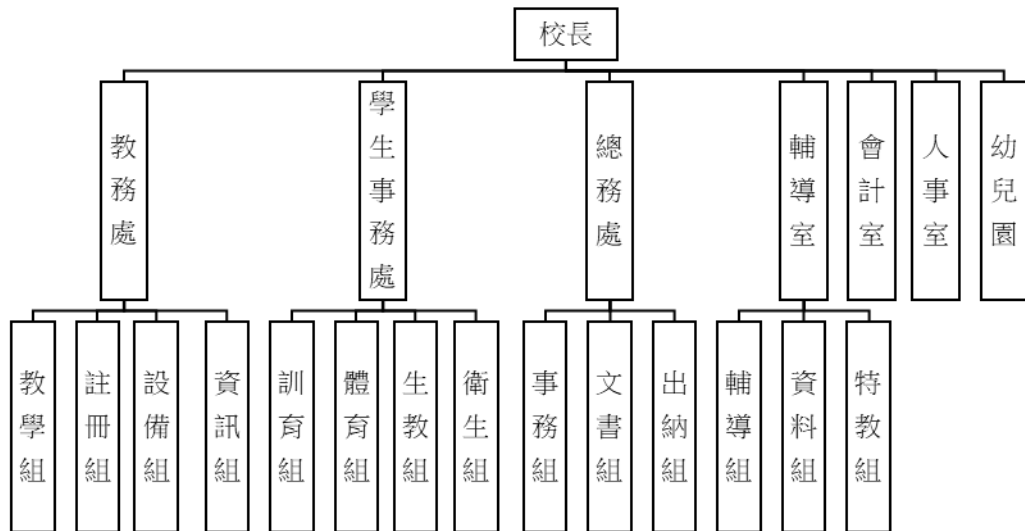 校長
教務處
學生事務處
總務處
輔導室
會計室
人事室
幼兒園
教學組
註冊組
設備組
資訊組
訓育組
體育組
生教組
衛生組
事務組
文書組
出納組
輔導組
資料組
特教組